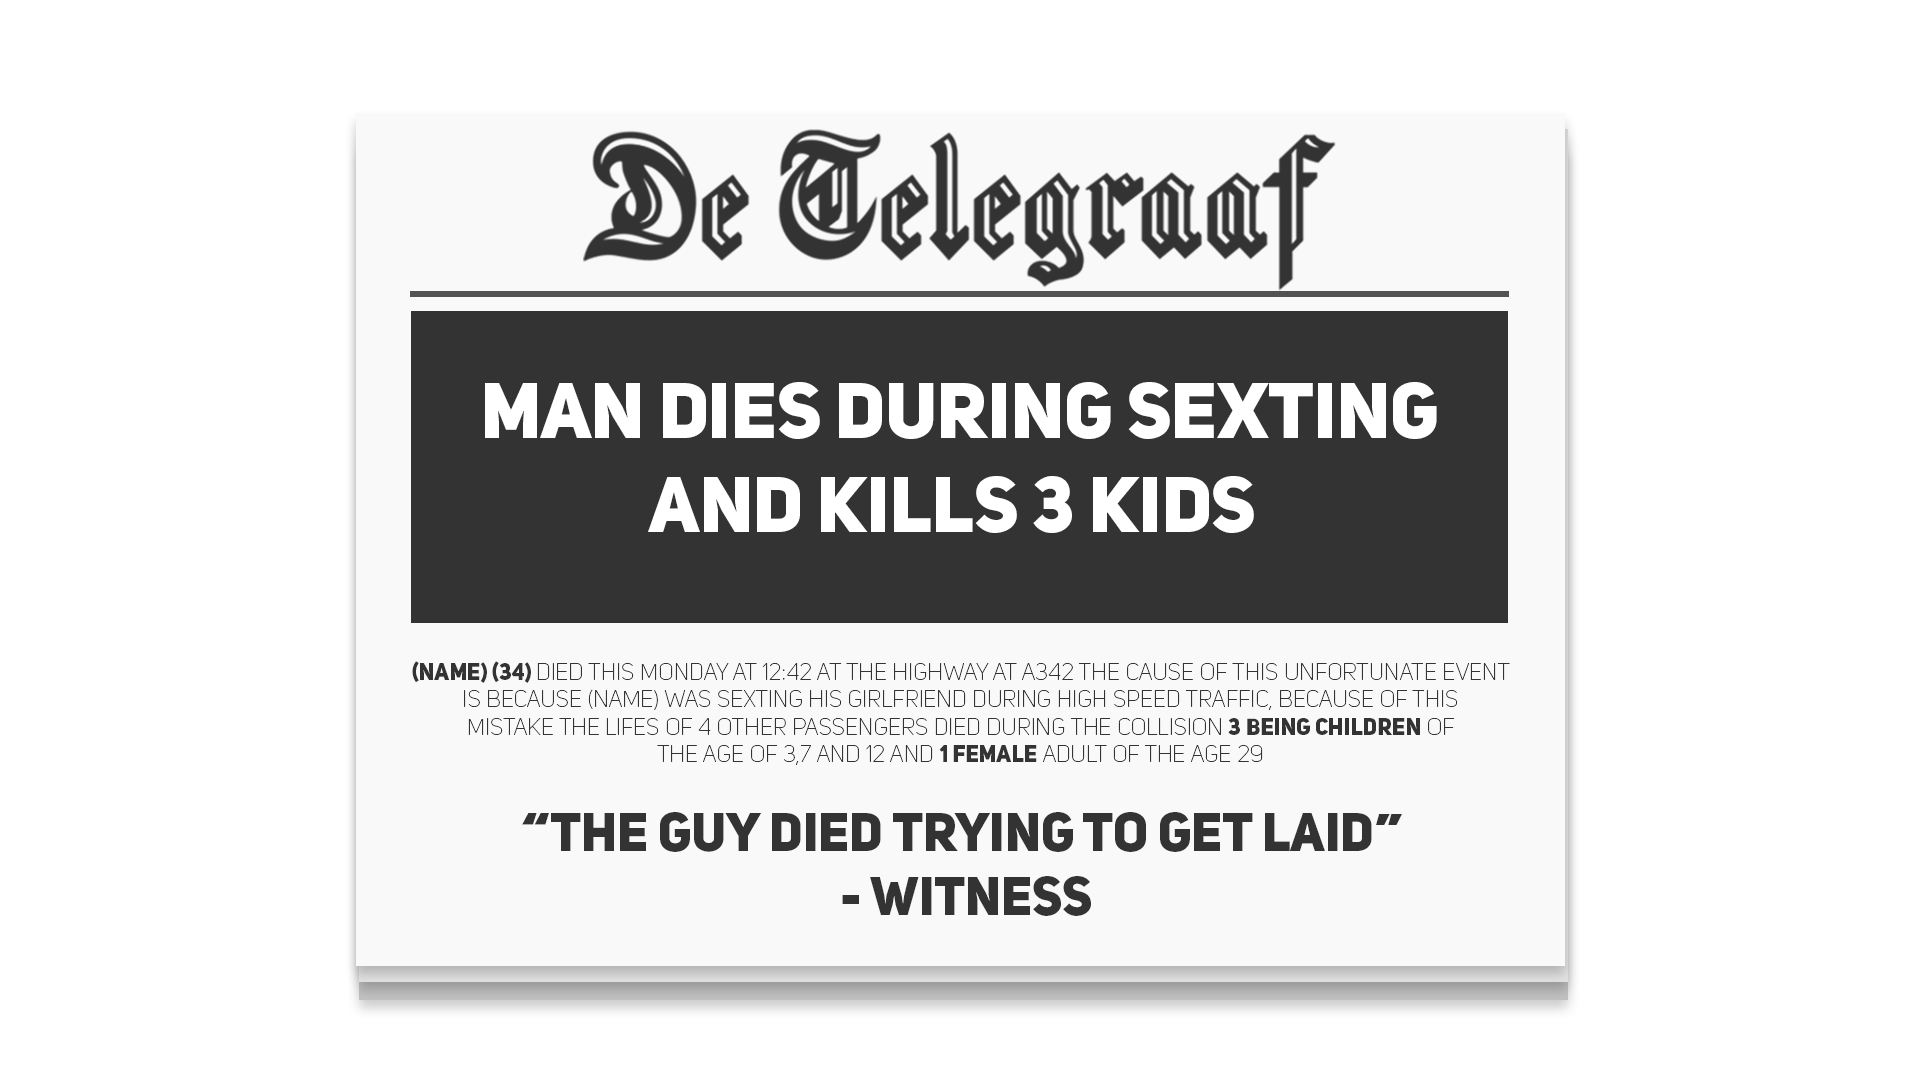 De Telegraaf
MAN DIES DURING SEXTING
AND KILLS 3 KIDS
(NAME) (34) DIED THIS MONDAY AT 12:42 AT THE HIGHWAY AT A342 THE CAUSE OF THIS UNFORTUNATE EVENT
IS BECAUSE (NAME) WAS SEXTING HIS GIRLFRIEND DURING HIGH SPEED TRAFFIC, BECAUSE OF THIS
MISTAKE THE LIFES OF 4 OTHER PASSENGERS DIED DURING THE COLLISION 3 BEING CHILDREN OF
THE AGE OF 3,7 AND 12 AND 1 FEMALE ADULT OF THE AGE 29
“THE GUY DIED TRYING TO GET LAID”
- WITNESS